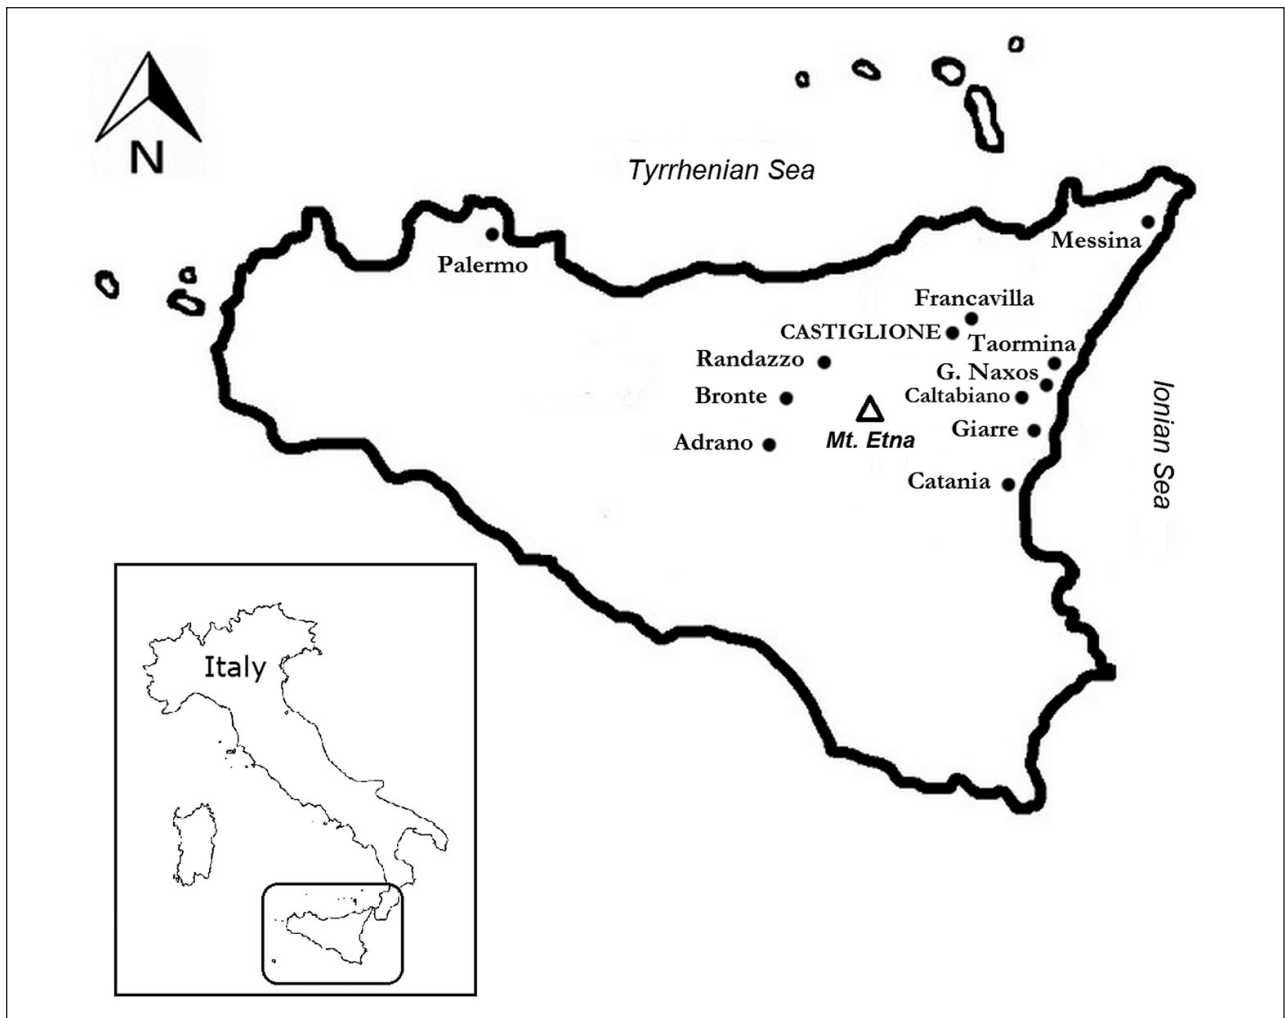 N
Tyrrhenian Sea
Palermo
Messina
Francavilla
CASTIGLIONE
Taormina
Randazzo
G. Naxos
Bronte
Caltabiano
Giarre
Mt. Etna
Adrano
Catania
Ionian Sea
Italy